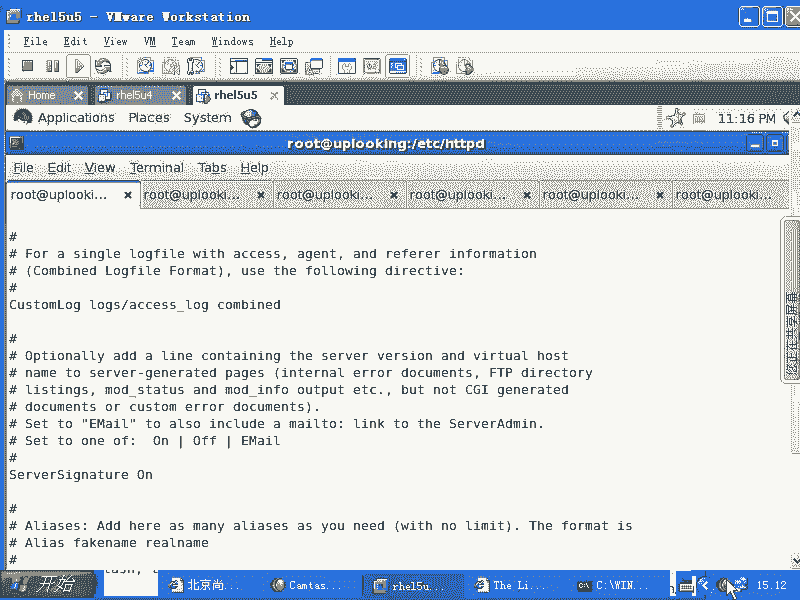 rhel5u5 - VMware Workstation
File Edit View VM Team Windows Help
Home rhel5u4 rhel5u5
Applications Places System 11:16 PM
root@uplooking:/etc/httpd
File Edit View Terminal Tabs Help
root@uplooki... root@uplooki... root@uplooki... root@uplooki... root@uplooki... root@uplooki...
#
# For a single logfile with access, agent, and referer information
# (Combined Logfile Format), use the following directive:
#
CustomLog logs/access_log combined
#
# Optionally add a line containing the server version and virtual host
# name to server-generated pages (internal error documents, FTP directory
# listings, mod_status and mod_info output etc., but not CGI generated
# documents or custom error documents).
# Set to "EMail" to also include a mailto: link to the ServerAdmin.
# Set to one of:  On | Off | EMail
#
ServerSignature On
#
# Aliases: Add here as many aliases as you need (with no limit). The format is
# Alias fakename realname
#
您正在共享屏幕
开始 北京尚... Camtas... rhel5u... The Li... C:\WIN... 15.12